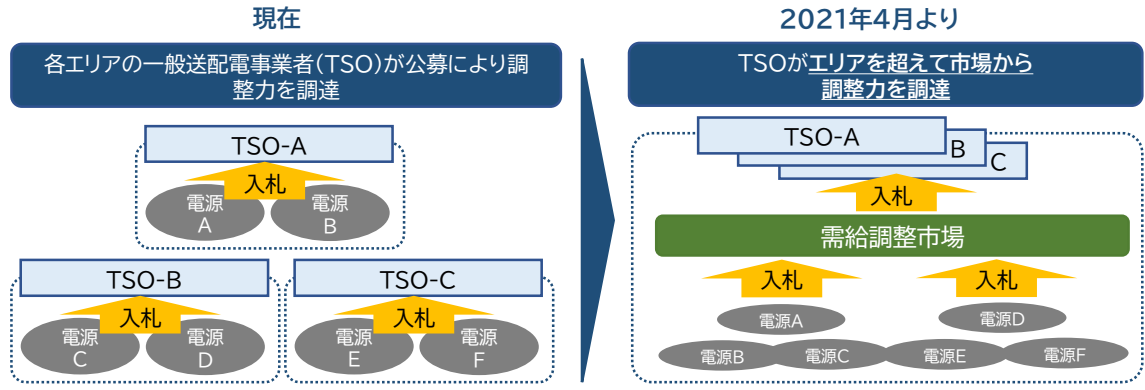 現在
各エリアの一般送配電事業者(TSO)が公募により調
整力を調達
TSO-A
入札
電源
A
電源
B
TSO-B
入札
電源
C
電源
D
TSO-C
入札
電源
E
電源
F
2021年4月より
TSOがエリアを超えて市場から
調整力を調達
TSO-A
B
C
入札
需給調整市場
入札
入札
電源A
電源D
電源B
電源C
電源E
電源F